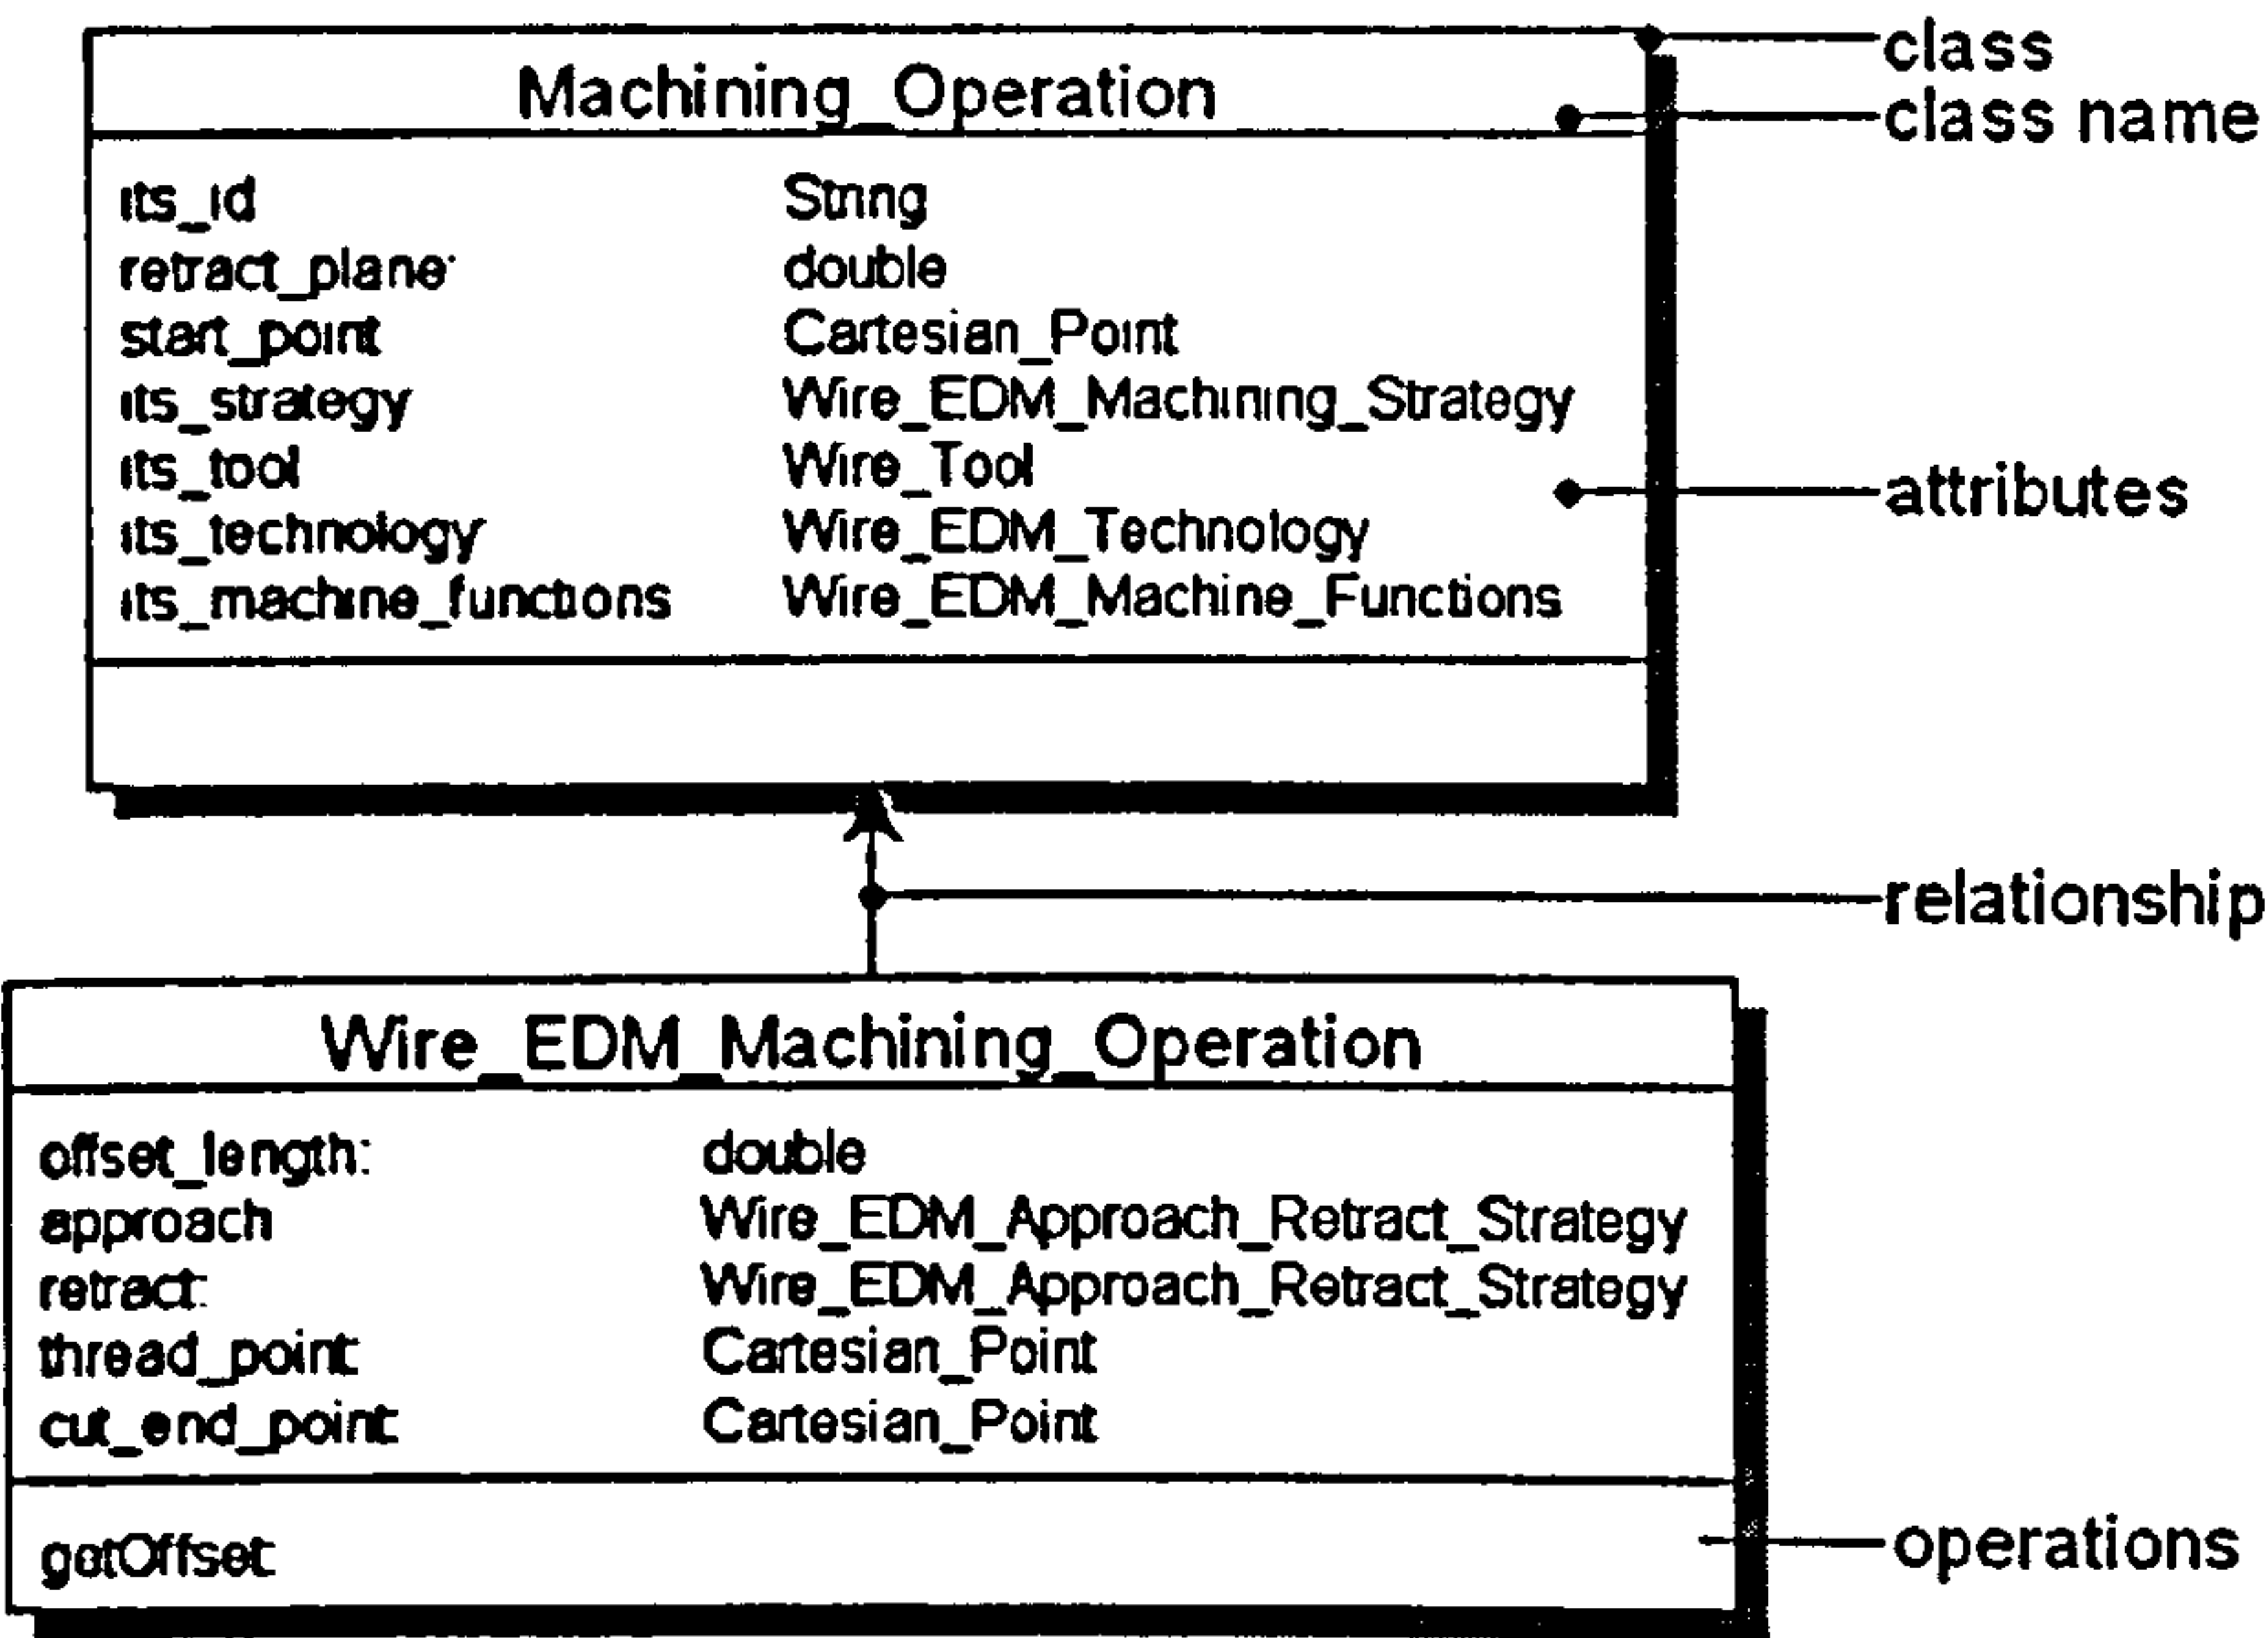 Machining_Operation
class
class name
its_id String
retract_plane: double
start_point Cartesian_Point
its_strategy Wire_EDM_Machining_Strategy
its_tool Wire_Tool
attributes
its_technology Wire_EDM_Technology
its_machine_functions Wire_EDM_Machine_Functions
relationship
Wire_EDM_Machining_Operation
offset_length: double
approach Wire_EDM_Approach_Retract_Strategy
retract: Wire_EDM_Approach_Retract_Strategy
thread_point: Cartesian_Point
cut_end_point: Cartesian_Point
getOffset
operations